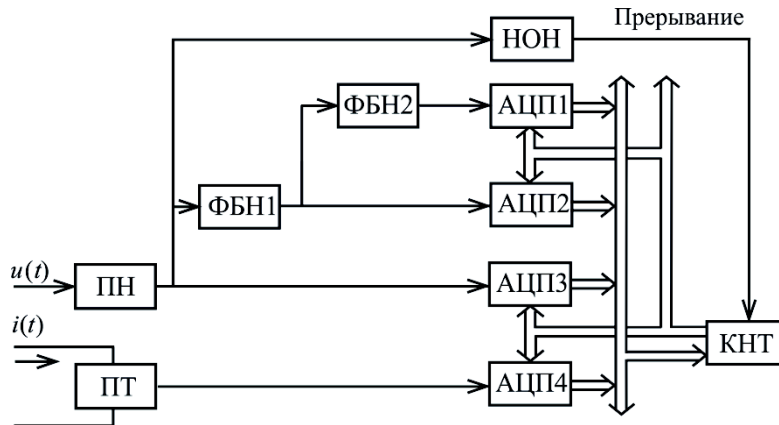 Прерывание
НОН
ФБН2
АЦП1
ФБН1
АЦП2
u(t)
ПН
АЦП3
i(t)
КНТ
ПТ
АЦП4